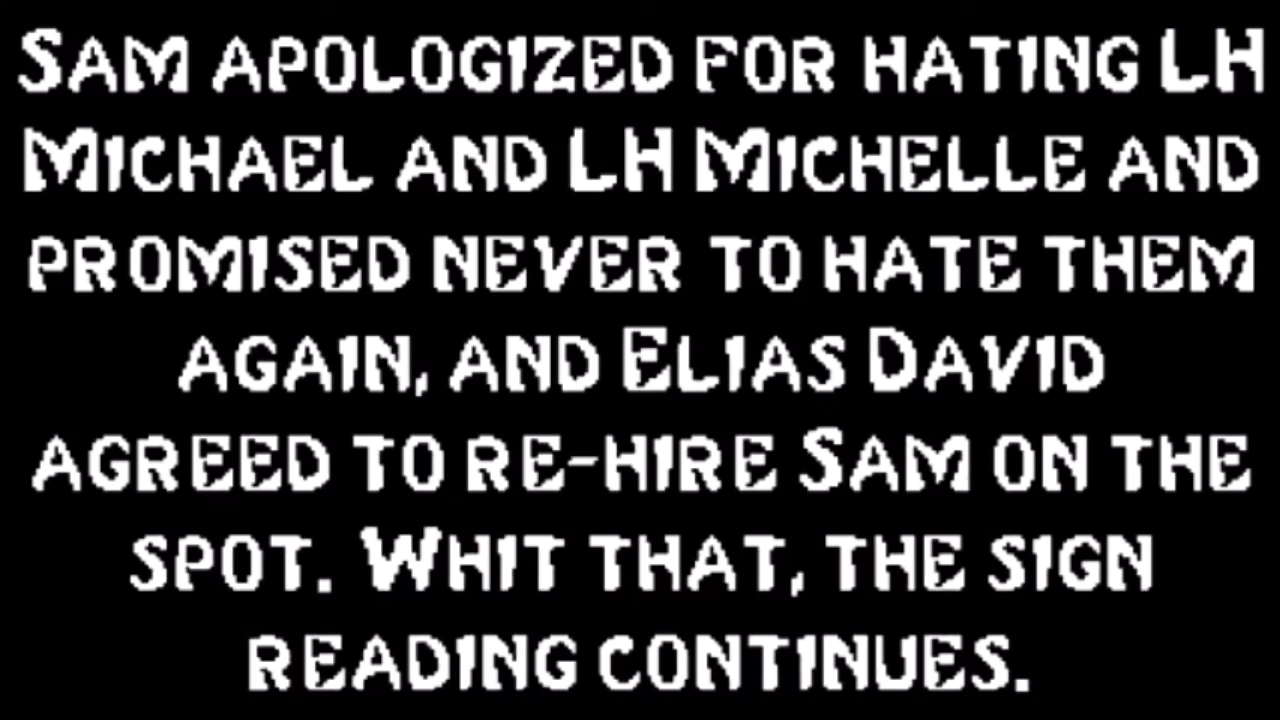 Sam apologized for hating LH
Michael and LH Michelle and
promised never to hate them
again, and Elias David
agreed to re-hire Sam on the
spot. Whit that, the sign
reading continues.